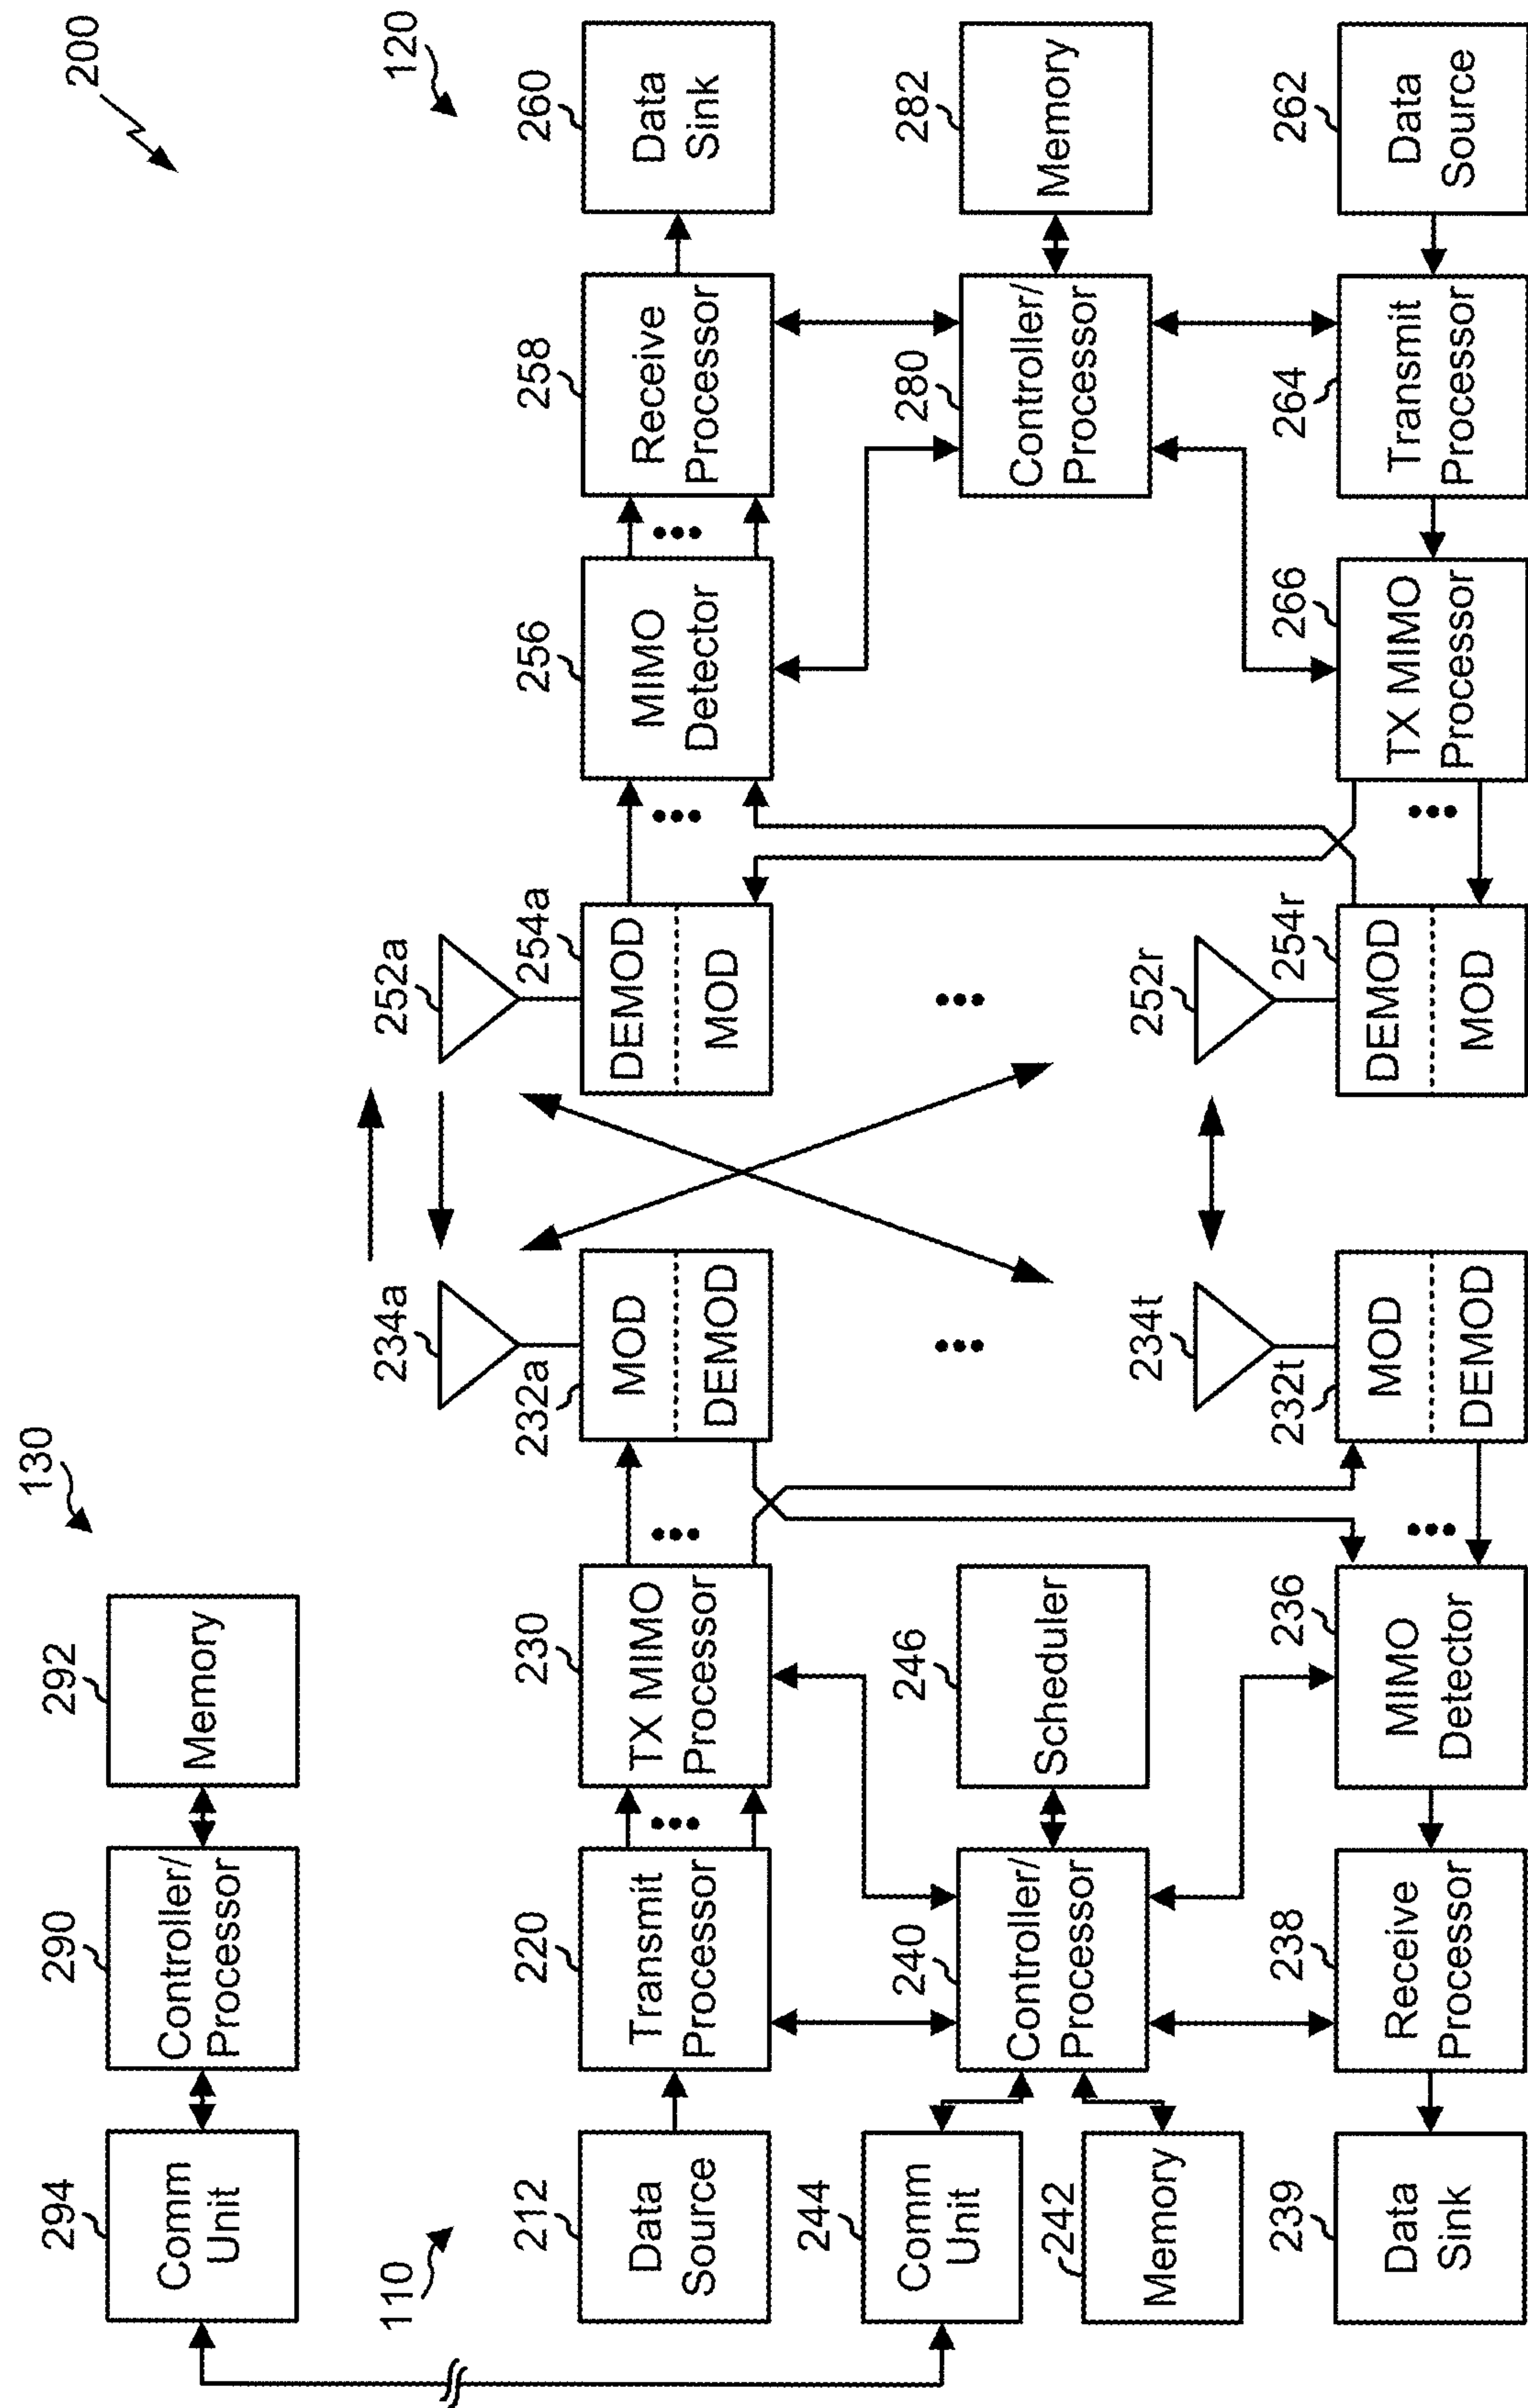 200
130
120
294
290
292
Comm
Unit
Controller/
Processor
Memory
110
234a
252a
212
220
230
232a
254a
256
258
260
Data
Source
Transmit
Processor
TX MIMO
Processor
MOD
DEMOD
DEMOD
MOD
MIMO
Detector
Receive
Processor
Data
Sink
244
240
246
280
282
Comm
Unit
242
Memory
Controller/
Processor
Scheduler
Controller/
Processor
Memory
234t
252r
239
238
236
232t
254r
266
264
262
Data
Sink
Receive
Processor
MIMO
Detector
MOD
DEMOD
DEMOD
MOD
TX MIMO
Processor
Transmit
Processor
Data
Source